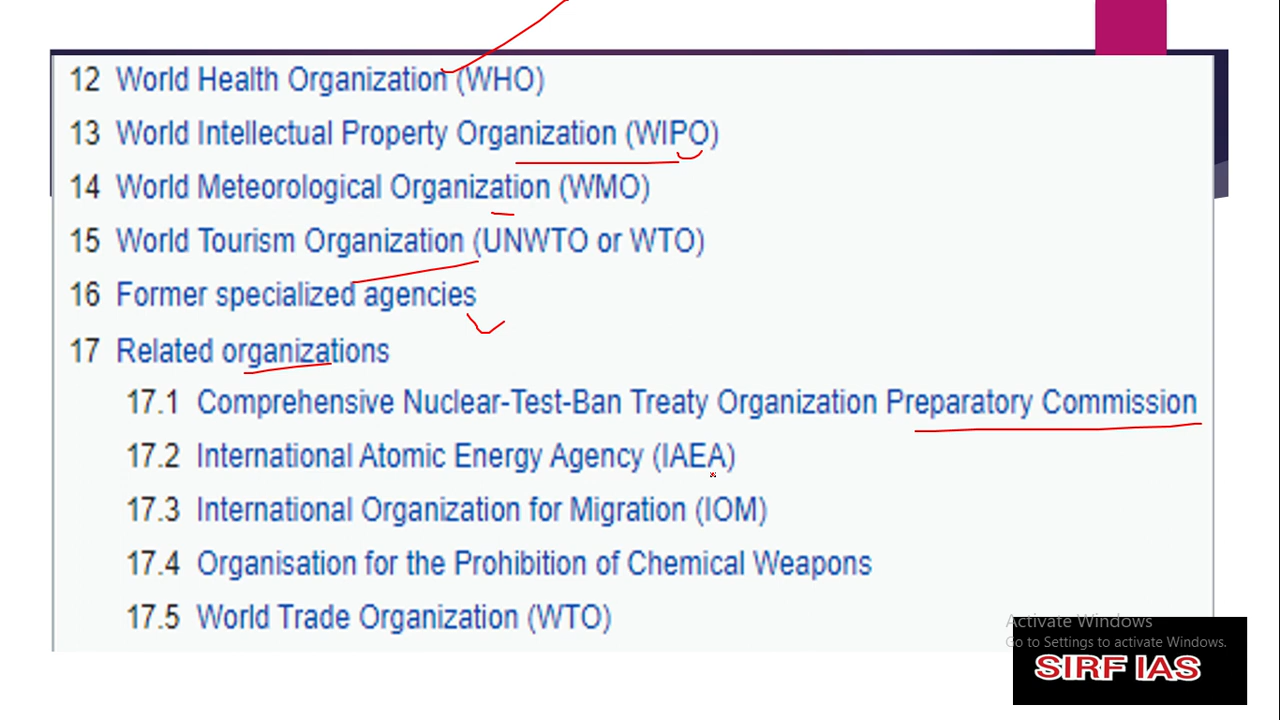 12 World Health Organization (WHO)
13 World Intellectual Property Organization (WIPO)
14 World Meteorological Organization (WMO)
15 World Tourism Organization (UNWTO or WTO)
16 Former specialized agencies
17 Related organizations
17.1 Comprehensive Nuclear-Test-Ban Treaty Organization Preparatory Commission
17.2 International Atomic Energy Agency (IAEA)
17.3 International Organization for Migration (IOM)
17.4 Organisation for the Prohibition of Chemical Weapons
17.5 World Trade Organization (WTO)
Activate Windows
Go to Settings to activate Windows.
SIRF IAS